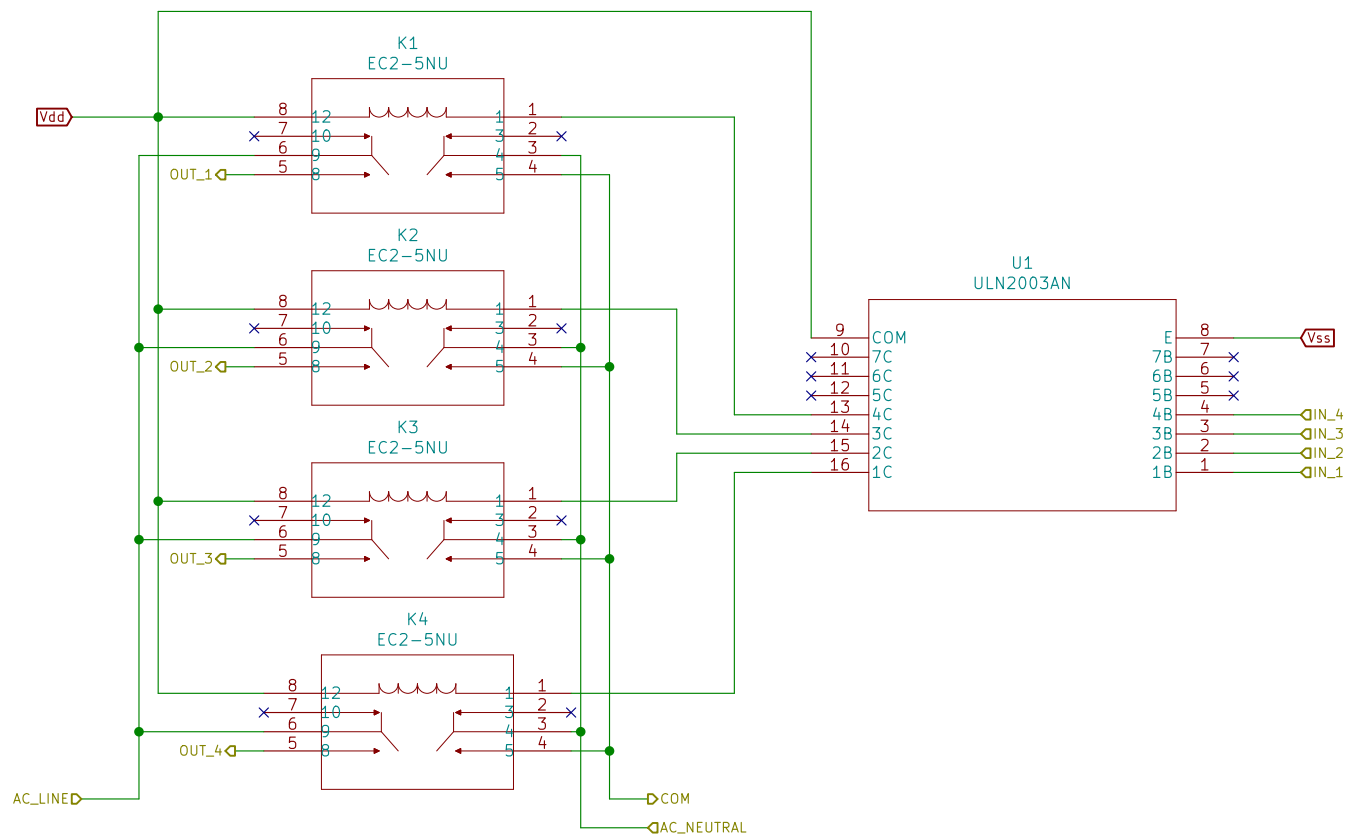 K1
EC2-5NU
Vdd
8 12 1 1
7 10 3 2
6 9 4 3
OUT_1 5 8 5 4
K2
EC2-5NU
8 12 1 1
7 10 3 2
6 9 4 3
OUT_2 5 8 5 4
K3
EC2-5NU
8 12 1 1
7 10 3 2
6 9 4 3
OUT_3 5 8 5 4
K4
EC2-5NU
8 12 1 1
7 10 3 2
6 9 4 3
OUT_4 5 8 5 4
AC_LINE
COM
AC_NEUTRAL
U1
ULN2003AN
9 COM E 8 Vss
10 7C 7B 7
11 6C 6B 6
12 5C 5B 5
13 4C 4B 4 IN_4
14 3C 3B 3 IN_3
15 2C 2B 2 IN_2
16 1C 1B 1 IN_1